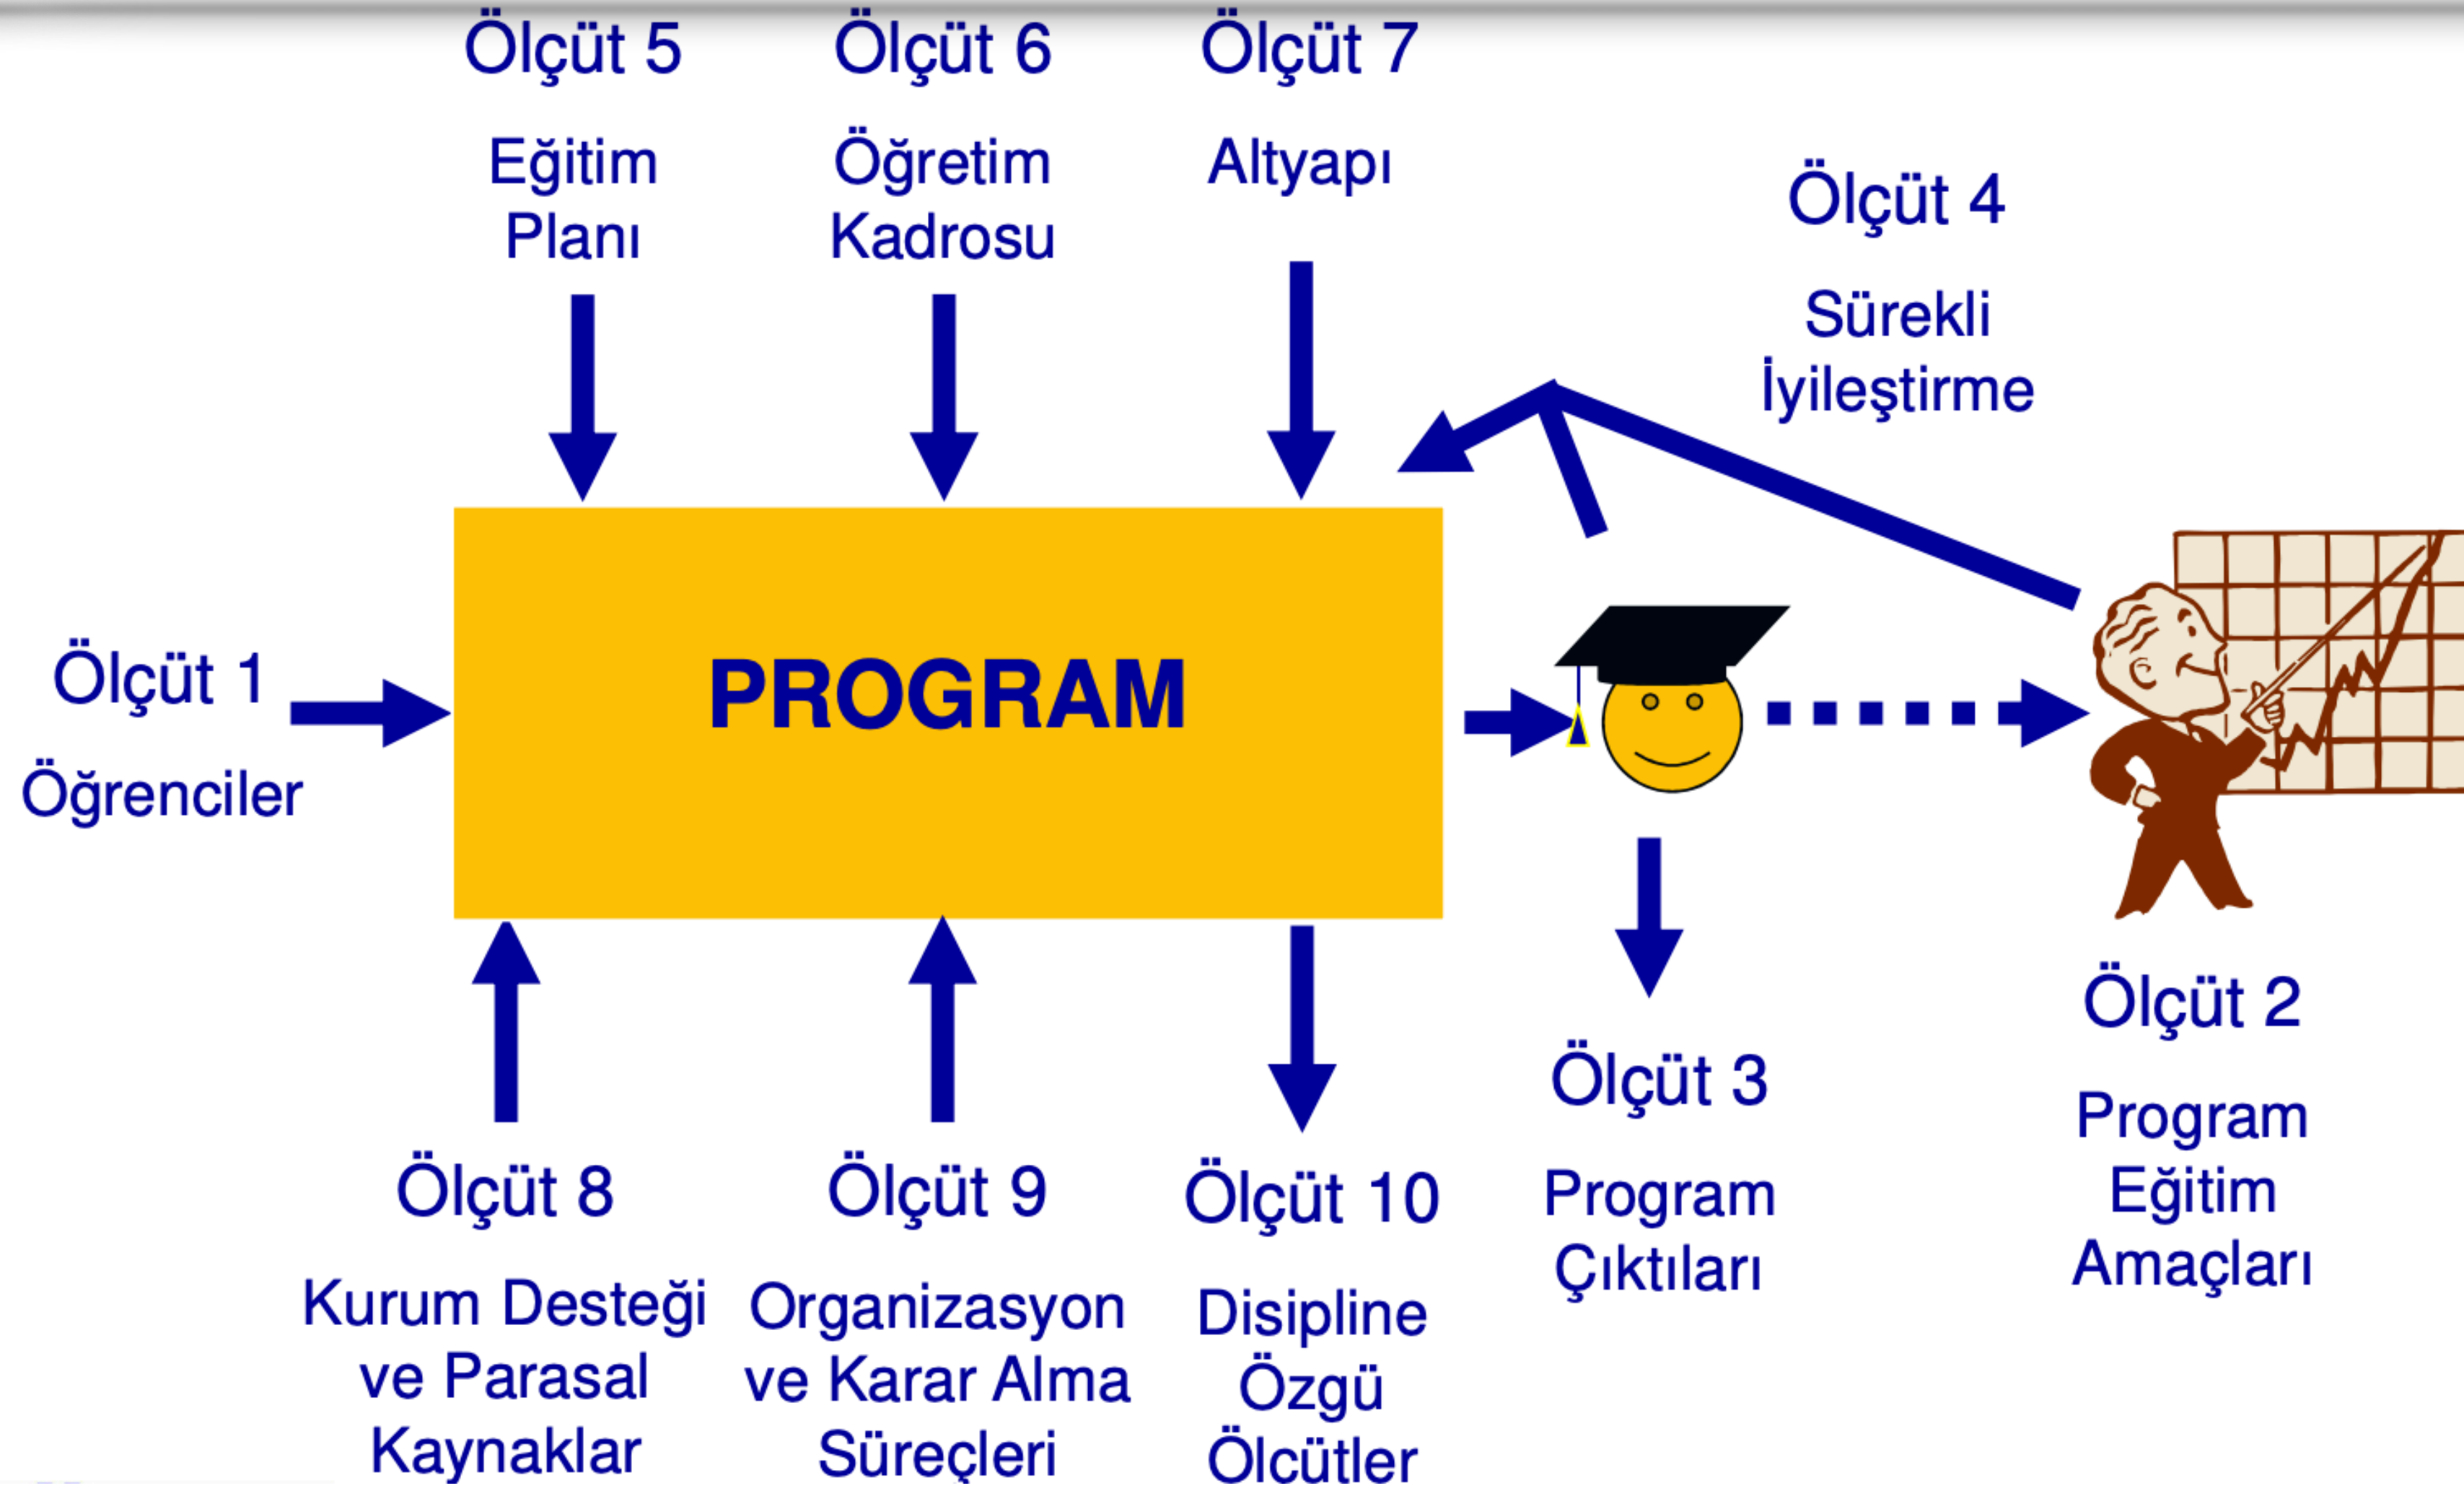 Ölçüt 5
Eğitim
Planı
Ölçüt 6
Öğretim
Kadrosu
Ölçüt 7
Altyapı
Ölçüt 4
Sürekli
İyileştirme
Ölçüt 1
Öğrenciler
PROGRAM
Ölçüt 8
Kurum Desteği
ve Parasal
Kaynaklar
Ölçüt 9
Organizasyon
ve Karar Alma
Süreçleri
Ölçüt 10
Disipline
Özgü
Ölcütler
Ölçüt 3
Program
Çıktıları
Ölçüt 2
Program
Eğitim
Amaçları